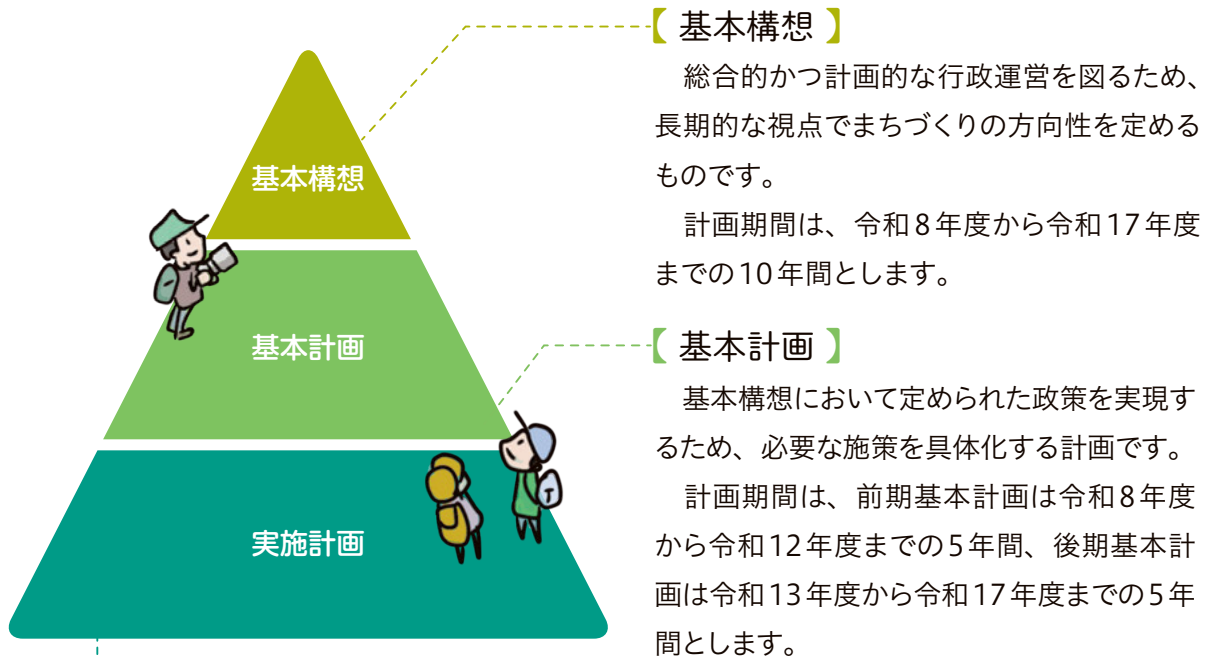 基本構想
基本計画
実施計画
【 基本構想 】
総合的かつ計画的な行政運営を図るため、
長期的な視点でまちづくりの方向性を定める
ものです。
計画期間は、令和8年度から令和17年度
までの10年間とします。
【 基本計画 】
基本構想において定められた政策を実現す
るため、必要な施策を具体化する計画です。
計画期間は、前期基本計画は令和8年度
から令和12年度までの5年間、後期基本計
画は令和13年度から令和17年度までの5年
間とします。